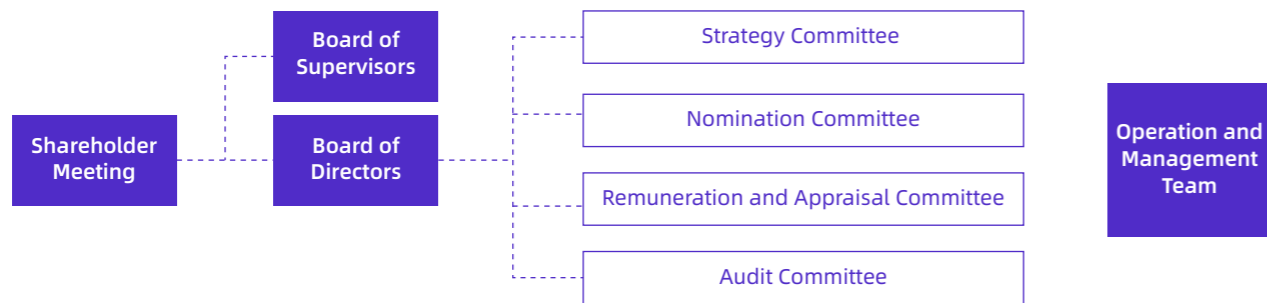 Shareholder
Meeting
Board of
Supervisors
Board of
Directors
Strategy Committee
Nomination Committee
Remuneration and Appraisal Committee
Audit Committee
Operation and
Management
Team